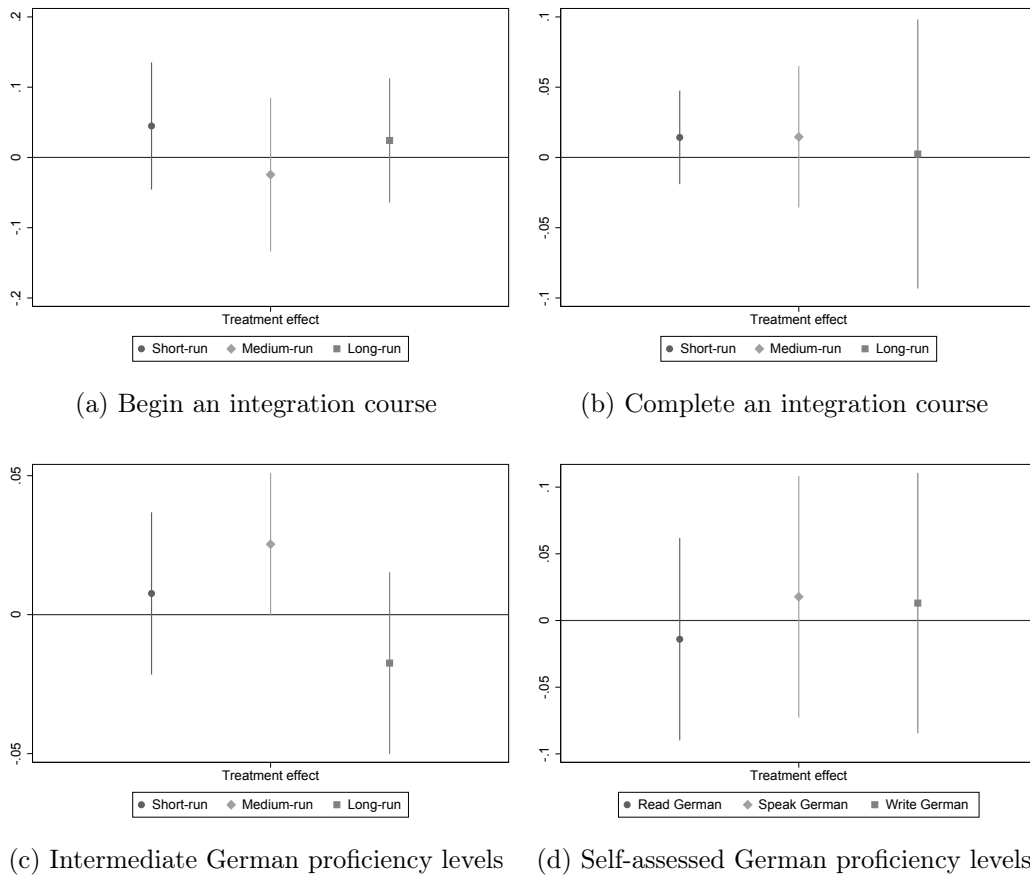 .2
.1
0
-.1
-.2
Treatment effect
Short-run Medium-run Long-run
(a) Begin an integration course
.1
.05
0
-.05
-.1
Treatment effect
Short-run Medium-run Long-run
(b) Complete an integration course
.05
0
-.05
Treatment effect
Short-run Medium-run Long-run
(c) Intermediate German proficiency levels
.1
.05
0
-.05
-.1
Treatment effect
Read German Speak German Write German
(d) Self-assessed German proficiency levels